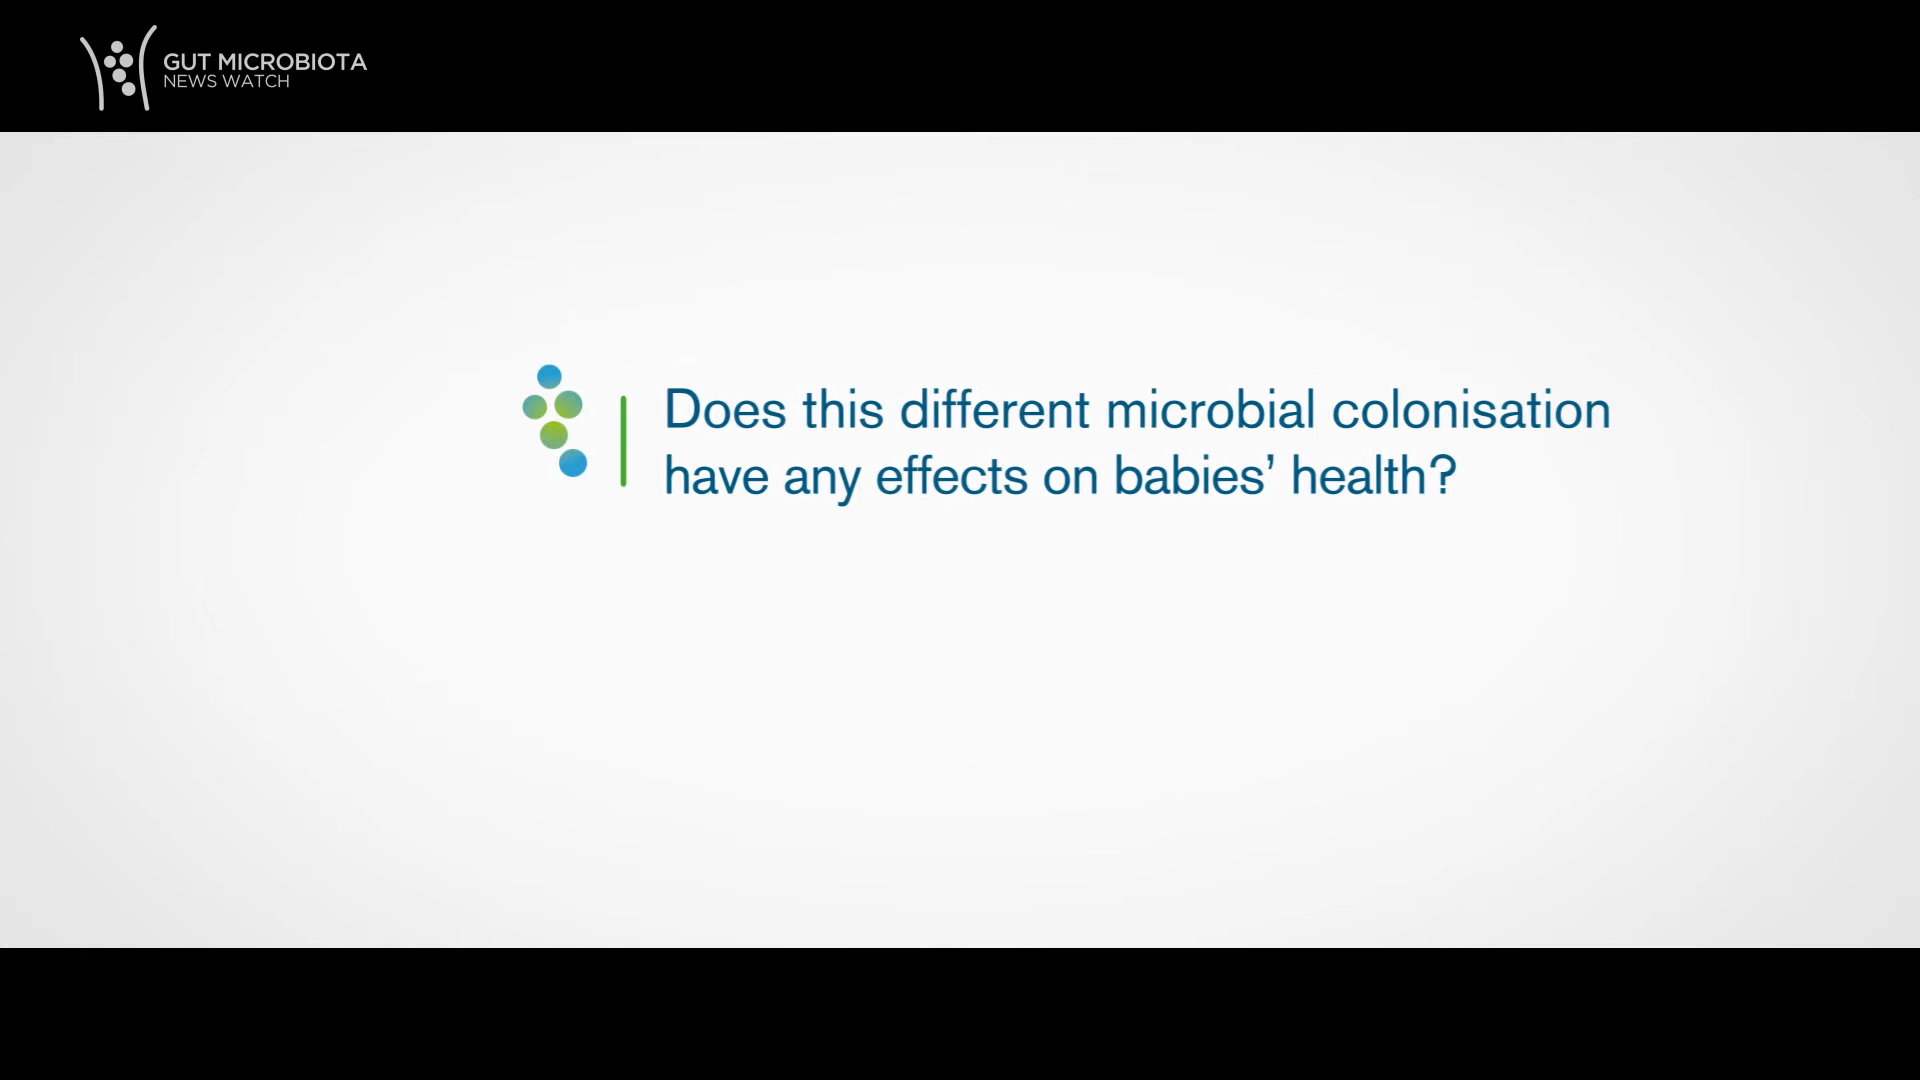 GUT MICROBIOTA
NEWS WATCH
Does this different microbial colonisation
have any effects on babies’ health?